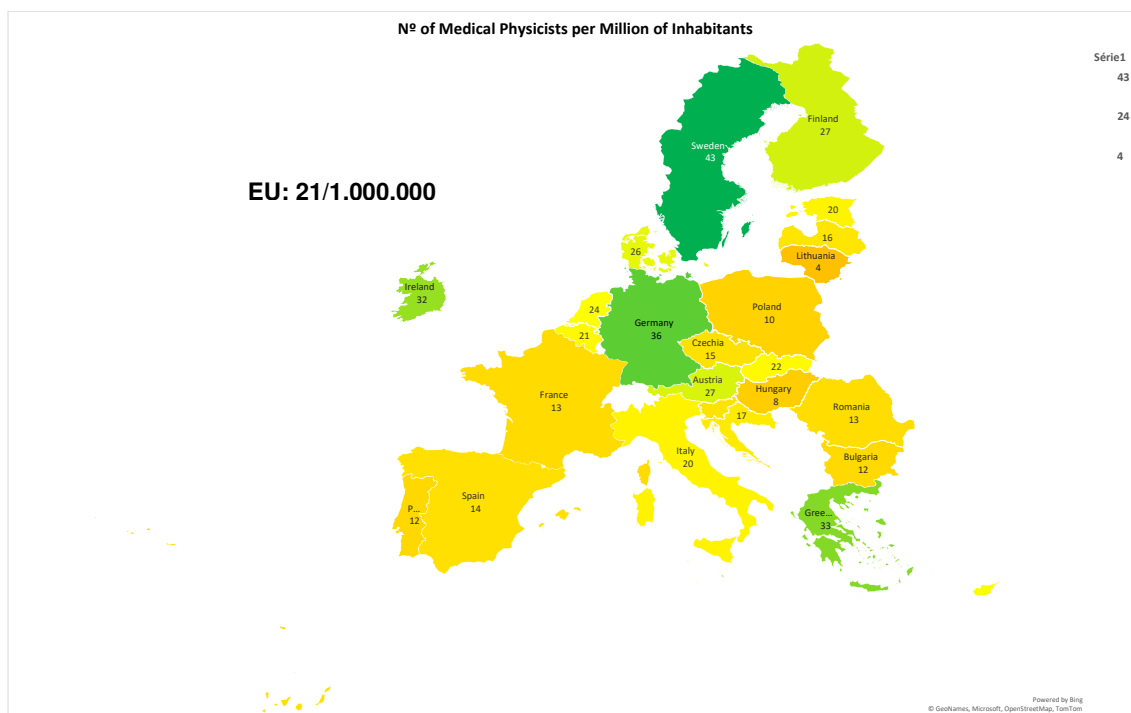 Nº of Medical Physicists per Million of Inhabitants
Série1
43
24
4
EU: 21/1.000.000
Finland
27
Sweden
43
20
16
Lithuania
4
26
Ireland
32
24
21
Germany
36
Poland
10
Czechia
15
22
Austria
27
Hungary
8
17
France
13
Romania
13
Bulgaria
12
Italy
20
Spain
14
P...
12
Gree...
33
Powered by Bing
© GeoNames, Microsoft, OpenStreetMap, TomTom